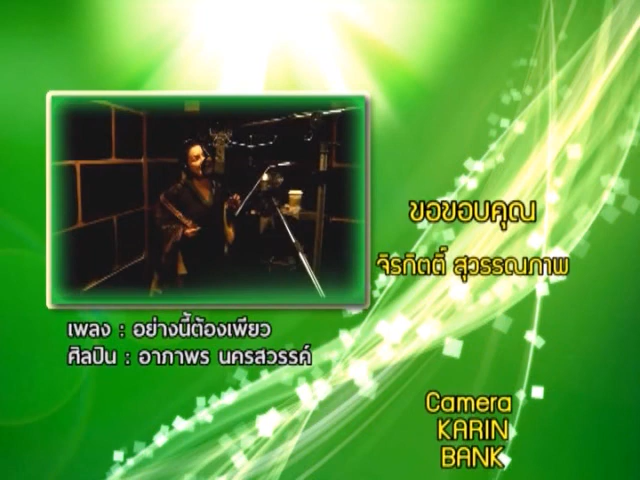 ขอขอบคุณ
จิรกิตติ์ สุวรรณภาพ
เพลง : อย่างนี้ต้องเพียว
ศิลปิน : อาภาพร นครสวรรค์
Camera
KARIN
BANK